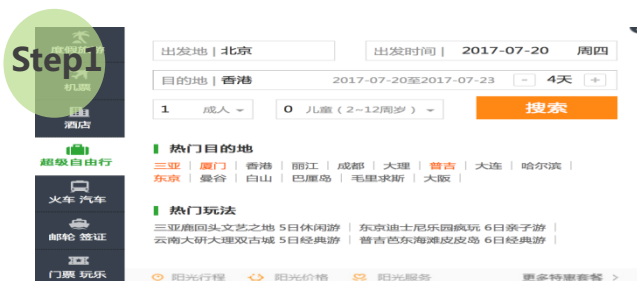 Step1
度假旅游
机票
酒店
超级自由行
火车 汽车
邮轮 签证
门票 玩乐
出发地 | 北京
出发时间 | 2017-07-20 周四
目的地 | 香港 2017-07-20至2017-07-23 - 4天 +
1 成人 0 儿童（2-12周岁）
搜索
热门目的地
三亚 | 厦门 | 香港 | 丽江 | 成都 | 大理 | 普吉 | 大连 | 哈尔滨 |
东京 | 曼谷 | 白山 | 巴厘岛 | 毛里求斯 | 大阪 |
热门玩法
三亚鹿回头文艺之地 5日休闲游 | 东京迪士尼乐园疯玩 6日亲子游 |
云南大研大理双古城 5日经典游 | 普吉芭东海滩皮皮岛 6日经典游 |
阳光行程 阳光价格 阳光服务 更多特惠套餐 >